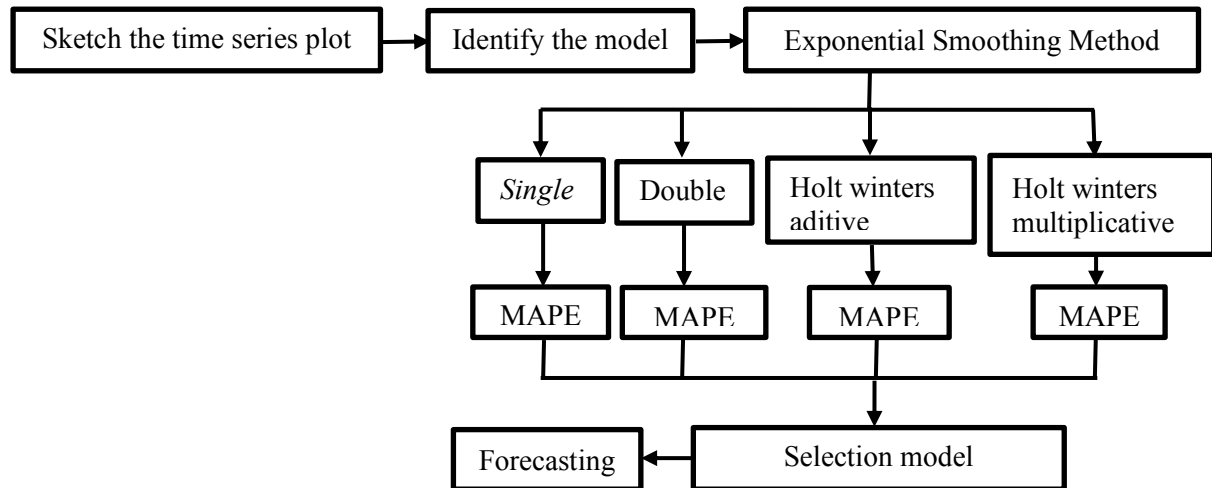 Sketch the time series plot
Identify the model
Exponential Smoothing Method
Single
Double
Holt winters
aditive
Holt winters
multiplicative
MAPE
MAPE
MAPE
MAPE
Forecasting
Selection model